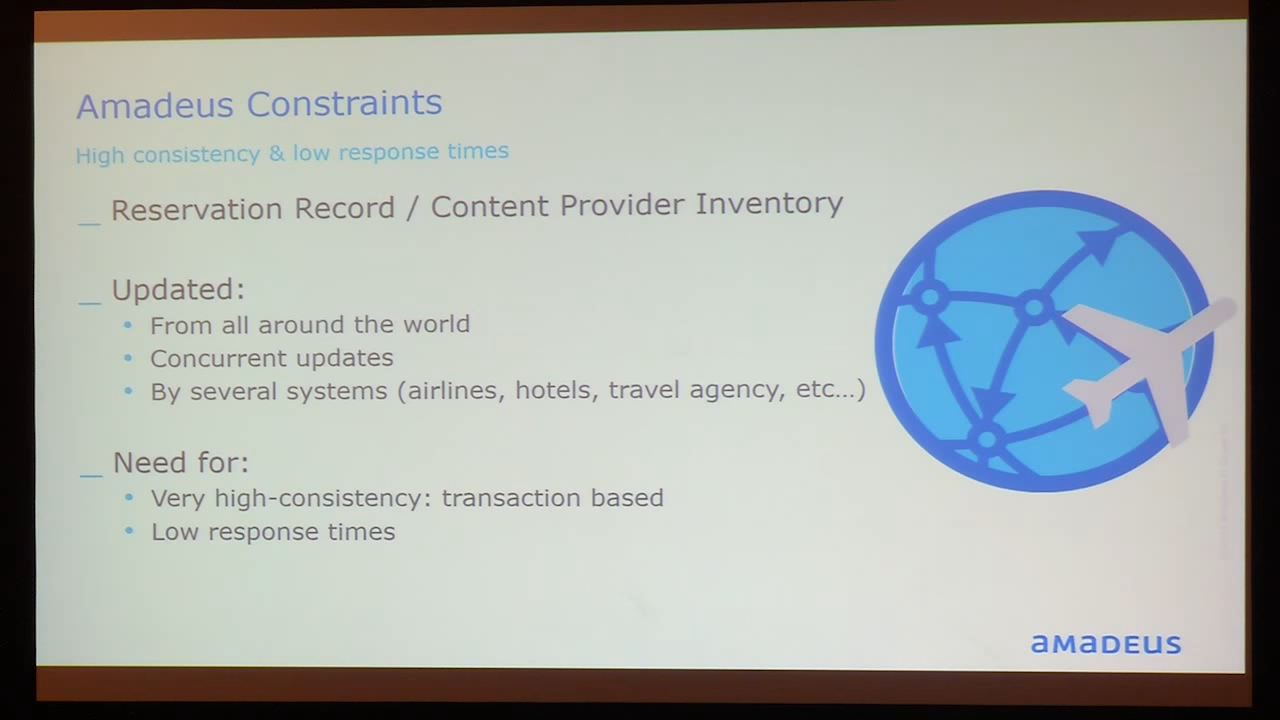 Amadeus Constraints
High consistency & low response times
_ Reservation Record / Content Provider Inventory
_ Updated:
• From all around the world
• Concurrent updates
• By several systems (airlines, hotels, travel agency, etc...)
_ Need for:
• Very high-consistency: transaction based
• Low response times
amadeus